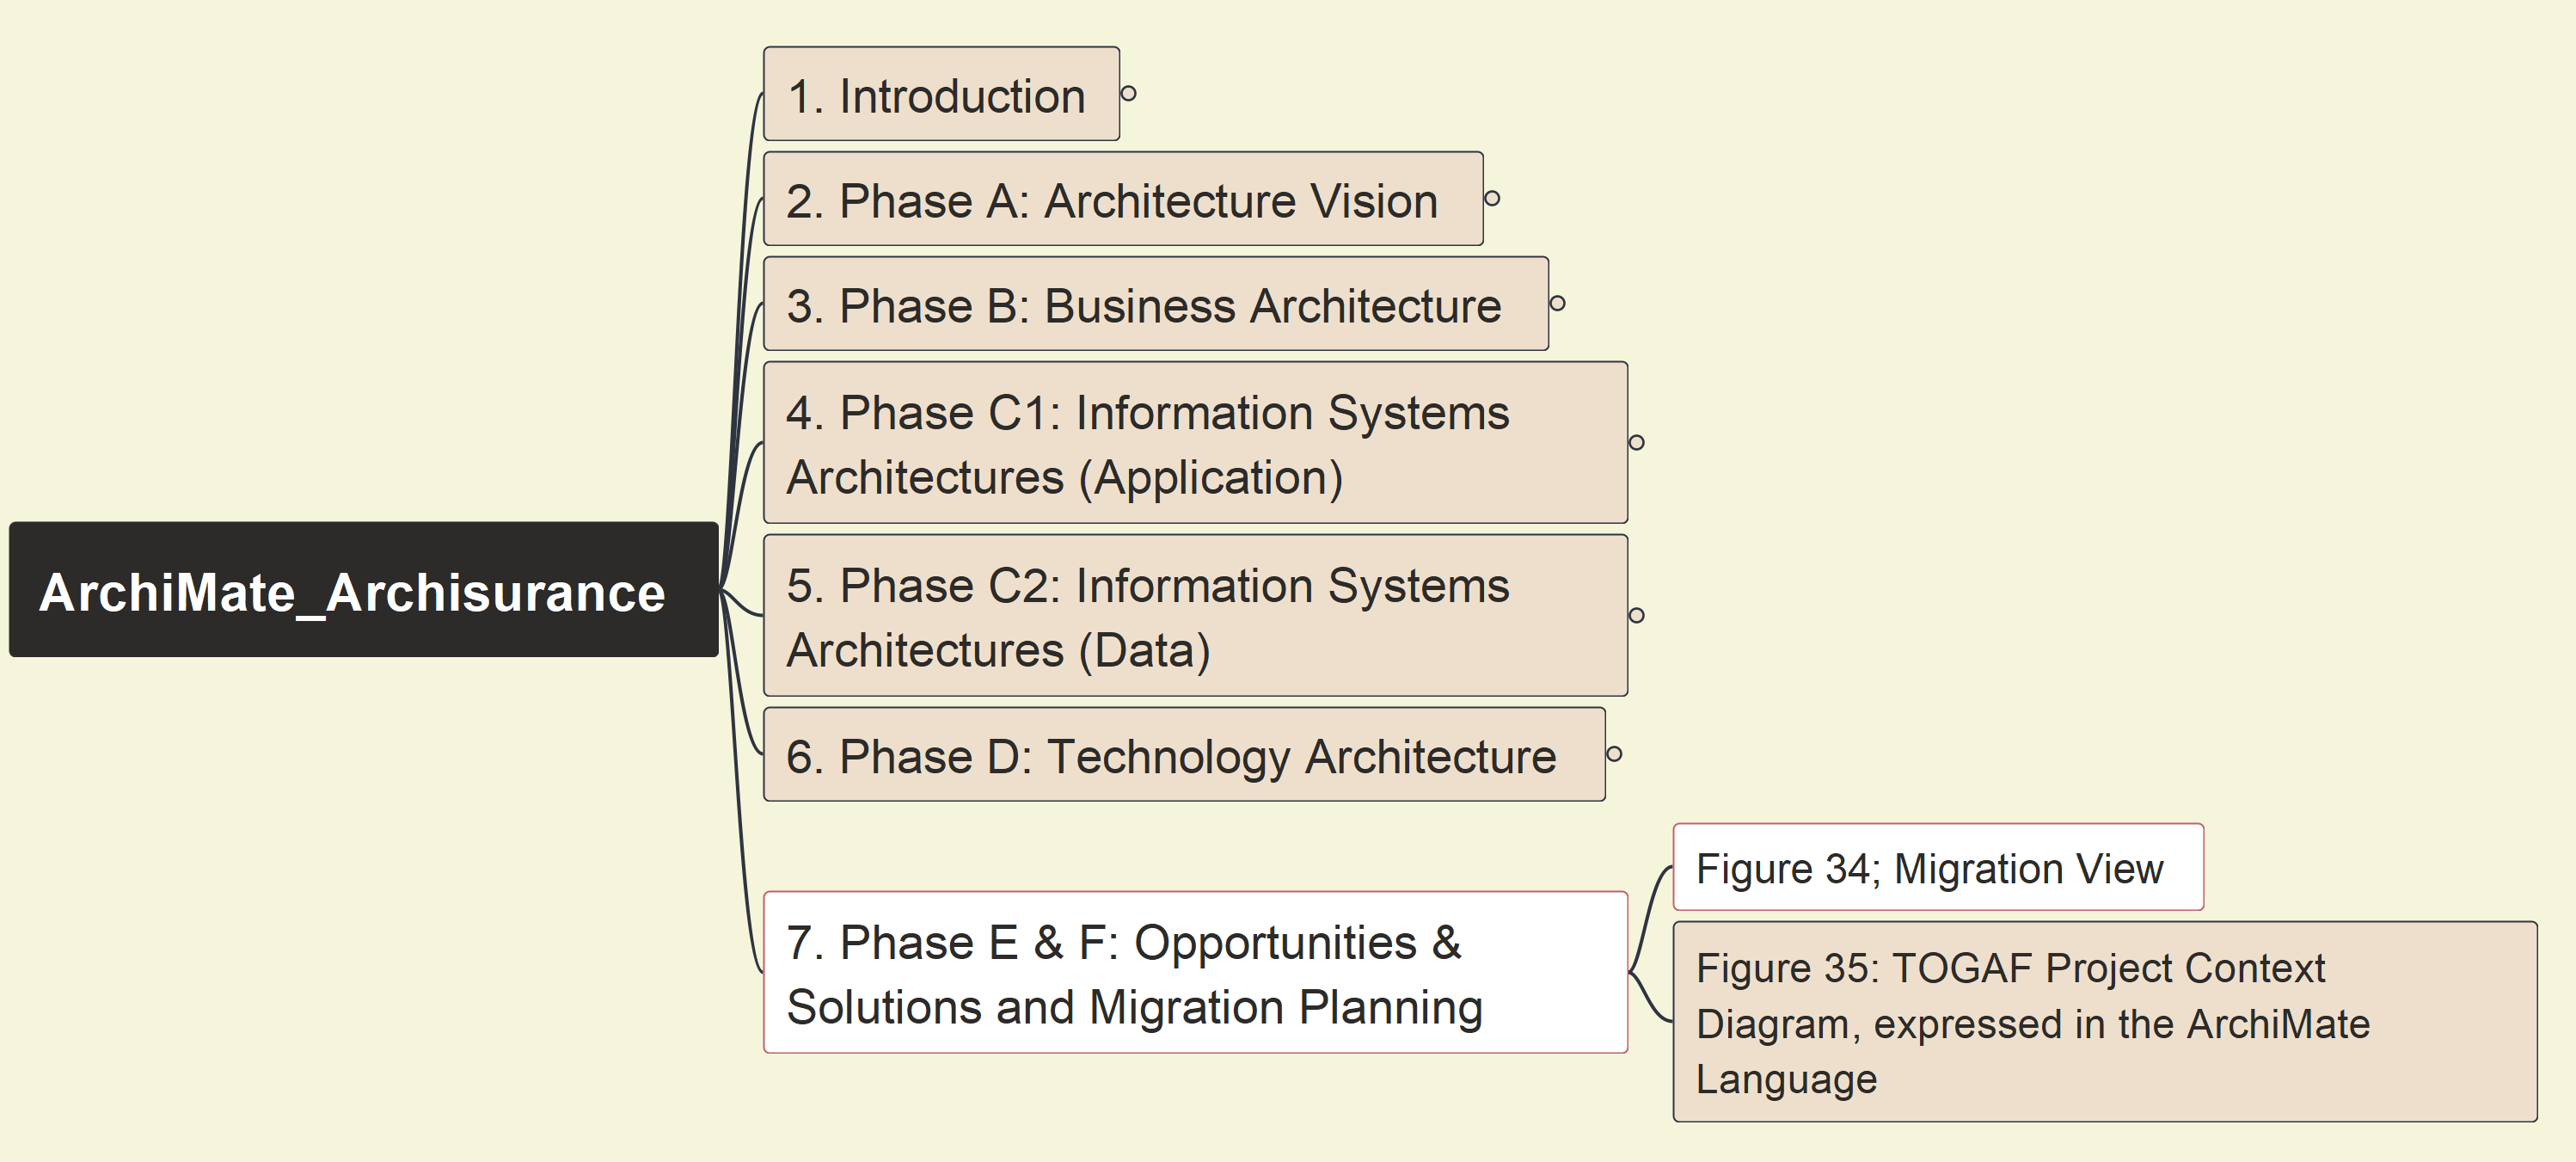 ArchiMate_Archisurance
1. Introduction
2. Phase A: Architecture Vision
3. Phase B: Business Architecture
4. Phase C1: Information Systems
Architectures (Application)
5. Phase C2: Information Systems
Architectures (Data)
6. Phase D: Technology Architecture
7. Phase E & F: Opportunities &
Solutions and Migration Planning
Figure 34; Migration View
Figure 35: TOGAF Project Context
Diagram, expressed in the ArchiMate
Language